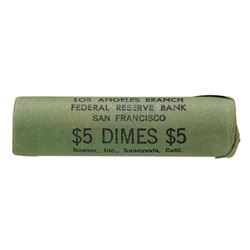 LOS ANGELES BRANCH
FEDERAL RESERVE BANK
SAN FRANCISCO
$5 DIMES $5
Dowser, Inc., Sunnyvale, Calif.